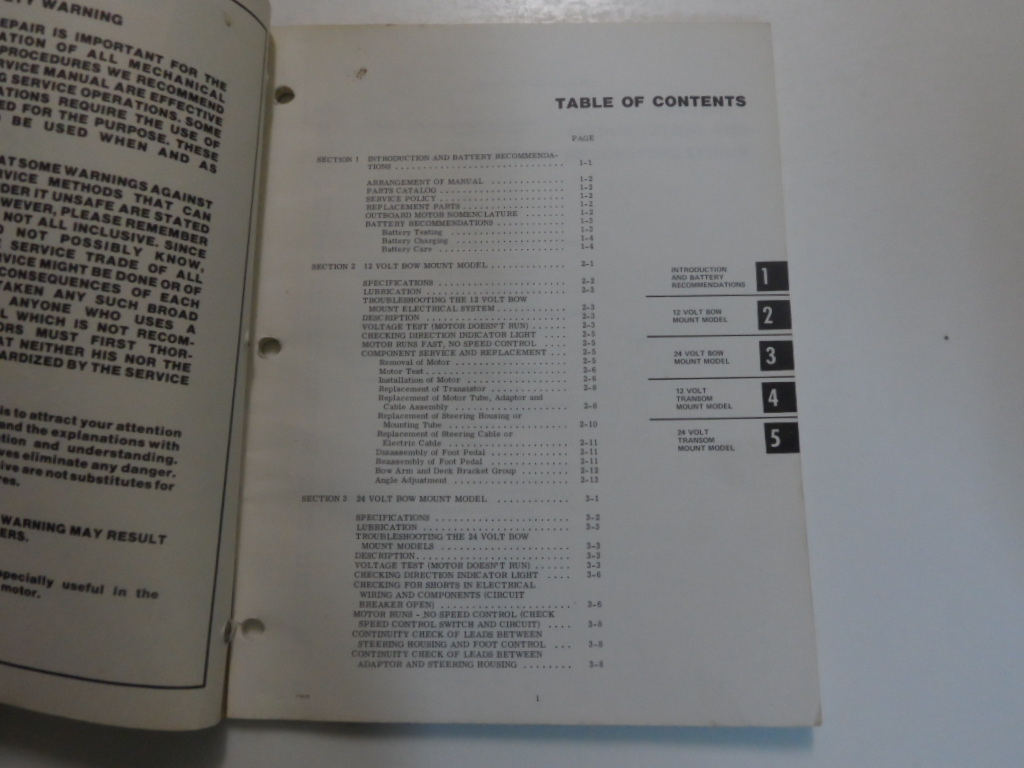 TY WARNING
EPAIR IS IMPORTANT FOR THE
ATION OF ALL MECHANICAL
PROCEDURES WE RECOMMEND
RVICE MANUAL ARE EFFECTIVE
G SERVICE OPERATIONS. SOME
ATIONS REQUIRE THE USE OF
ED FOR THE PURPOSE. THESE
BE USED WHEN AND AS
AT SOME WARNINGS AGAINST
RVICE METHODS THAT CAN
DER IT UNSAFE ARE STATED
WEVER, PLEASE REMEMBER
NOT ALL INCLUSIVE. SINCE
NOT POSSIBLY KNOW,
SERVICE TRADE OF ALL
RVICE MIGHT BE DONE OR OF
CONSEQUENCES OF EACH
TAKEN ANY SUCH BROAD
ANYONE WHO USES A
L WHICH IS NOT RECOM-
ORS MUST FIRST THOR-
AT NEITHER HIS NOR THE
ARDIZED BY THE SERVICE
is to attract your attention
and the explanations with
tion and understanding.
ves eliminate any danger.
ive are not substitutes for
res.
WARNING MAY RESULT
ERS.
specially useful in the
motor.
TABLE OF CONTENTS
PAGE
SECTION 1 INTRODUCTION AND BATTERY RECOMMENDA-
TIONS . . . . . 1-1
ARRANGEMENT OF MANUAL . . . . . 1-2
PARTS CATALOG . . . . . 1-2
SERVICE POLICY . . . . . 1-2
REPLACEMENT PARTS . . . . . 1-2
OUTBOARD MOTOR NOMENCLATURE . . . . . 1-2
BATTERY RECOMMENDATIONS . . . . . 1-3
Battery Testing . . . . . 1-3
Battery Charging . . . . . 1-4
Battery Care . . . . . 1-4
SECTION 2 12 VOLT BOW MOUNT MODEL . . . . . 2-1
SPECIFICATIONS . . . . . 2-2
LUBRICATION . . . . . 2-3
TROUBLESHOOTING THE 12 VOLT BOW
MOUNT ELECTRICAL SYSTEM . . . . . 2-3
DESCRIPTION . . . . . 2-3
VOLTAGE TEST (MOTOR DOESN'T RUN) . . . . . 2-3
CHECKING DIRECTION INDICATOR LIGHT . . . . 2-5
MOTOR RUNS FAST, NO SPEED CONTROL . . . . 2-5
COMPONENT SERVICE AND REPLACEMENT . . . 2-5
Removal of Motor . . . . . 2-5
Motor Test . . . . . 2-6
Installation of Motor . . . . . 2-6
Replacement of Transistor . . . . . 2-8
Replacement of Motor Tube, Adaptor and
Cable Assembly . . . . . 2-8
Replacement of Steering Housing or
Mounting Tube . . . . . 2-10
Replacement of Steering Cable or
Electric Cable . . . . . 2-11
Disassembly of Foot Pedal . . . . . 2-11
Reassembly of Foot Pedal . . . . . 2-11
Bow Arm and Deck Bracket Group . . . . . 2-12
Angle Adjustment . . . . . 2-13
SECTION 3 24 VOLT BOW MOUNT MODEL . . . . . 3-1
SPECIFICATIONS . . . . . 3-2
LUBRICATION . . . . . 3-3
TROUBLESHOOTING THE 24 VOLT BOW
MOUNT MODELS . . . . . 3-3
DESCRIPTION . . . . . 3-3
VOLTAGE TEST (MOTOR DOESN'T RUN) . . . . . 3-3
CHECKING DIRECTION INDICATOR LIGHT . . . . 3-6
CHECKING FOR SHORTS IN ELECTRICAL
WIRING AND COMPONENTS (CIRCUIT
BREAKER OPEN) . . . . . 3-6
MOTOR RUNS - NO SPEED CONTROL (CHECK
SPEED CONTROL SWITCH AND CIRCUIT) . . . . 3-8
CONTINUITY CHECK OF LEADS BETWEEN
STEERING HOUSING AND FOOT CONTROL . . . 3-8
CONTINUITY CHECK OF LEADS BETWEEN
ADAPTOR AND STEERING HOUSING . . . . . 3-8
INTRODUCTION
AND BATTERY
RECOMMENDATIONS 1
12 VOLT BOW
MOUNT MODEL 2
24 VOLT BOW
MOUNT MODEL 3
12 VOLT
TRANSOM
MOUNT MODEL 4
24 VOLT
TRANSOM
MOUNT MODEL 5
1